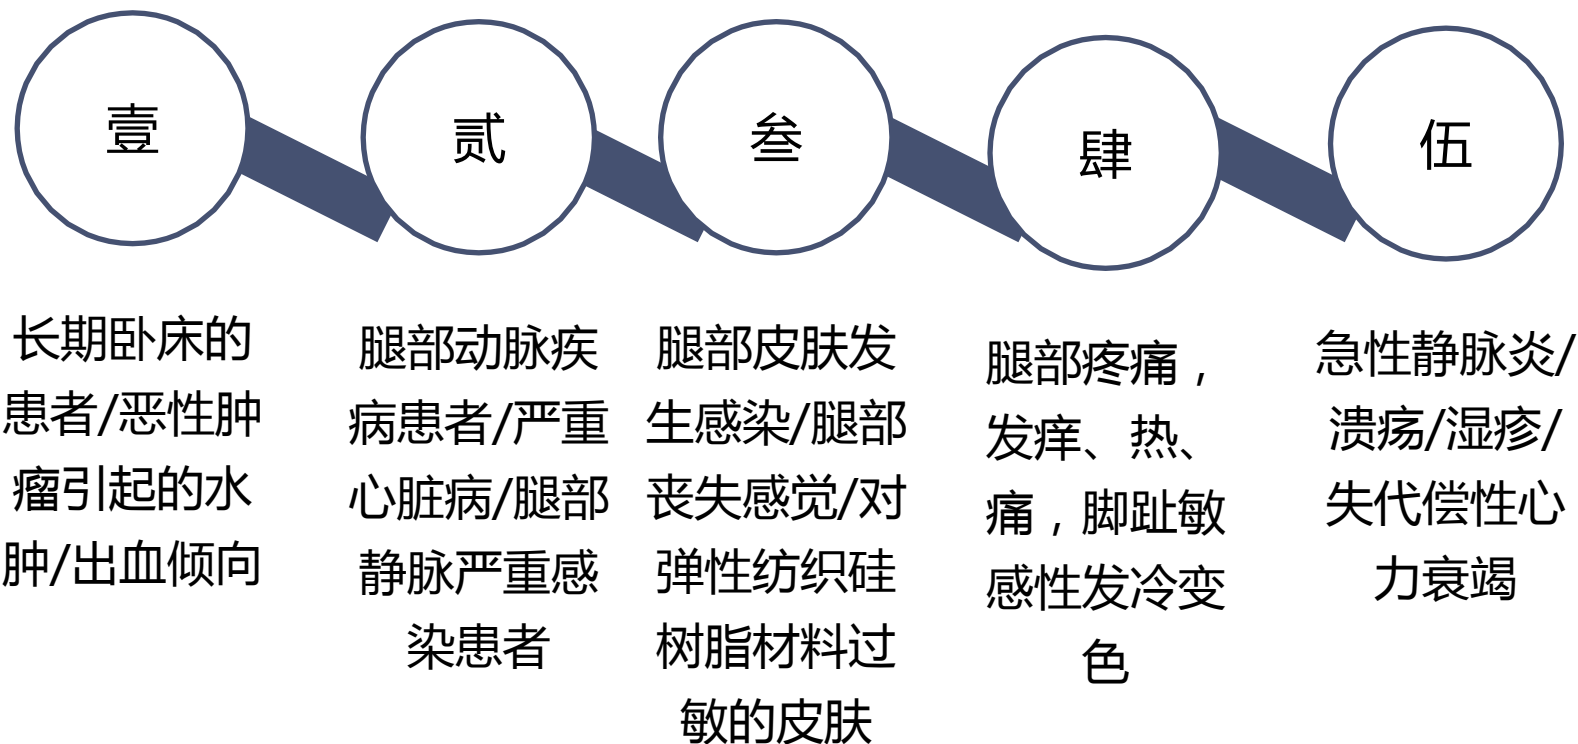 壹
长期卧床的
患者/恶性肿
瘤引起的水
肿/出血倾向
贰
腿部动脉疾
病患者/严重
心脏病/腿部
静脉严重感
染患者
叁
腿部皮肤发
生感染/腿部
丧失感觉/对
弹性纺织硅
树脂材料过
敏的皮肤
肆
腿部疼痛，
发痒、热、
痛，脚趾敏
感性发冷变
色
伍
急性静脉炎/
溃疡/湿疹/
失代偿性心
力衰竭